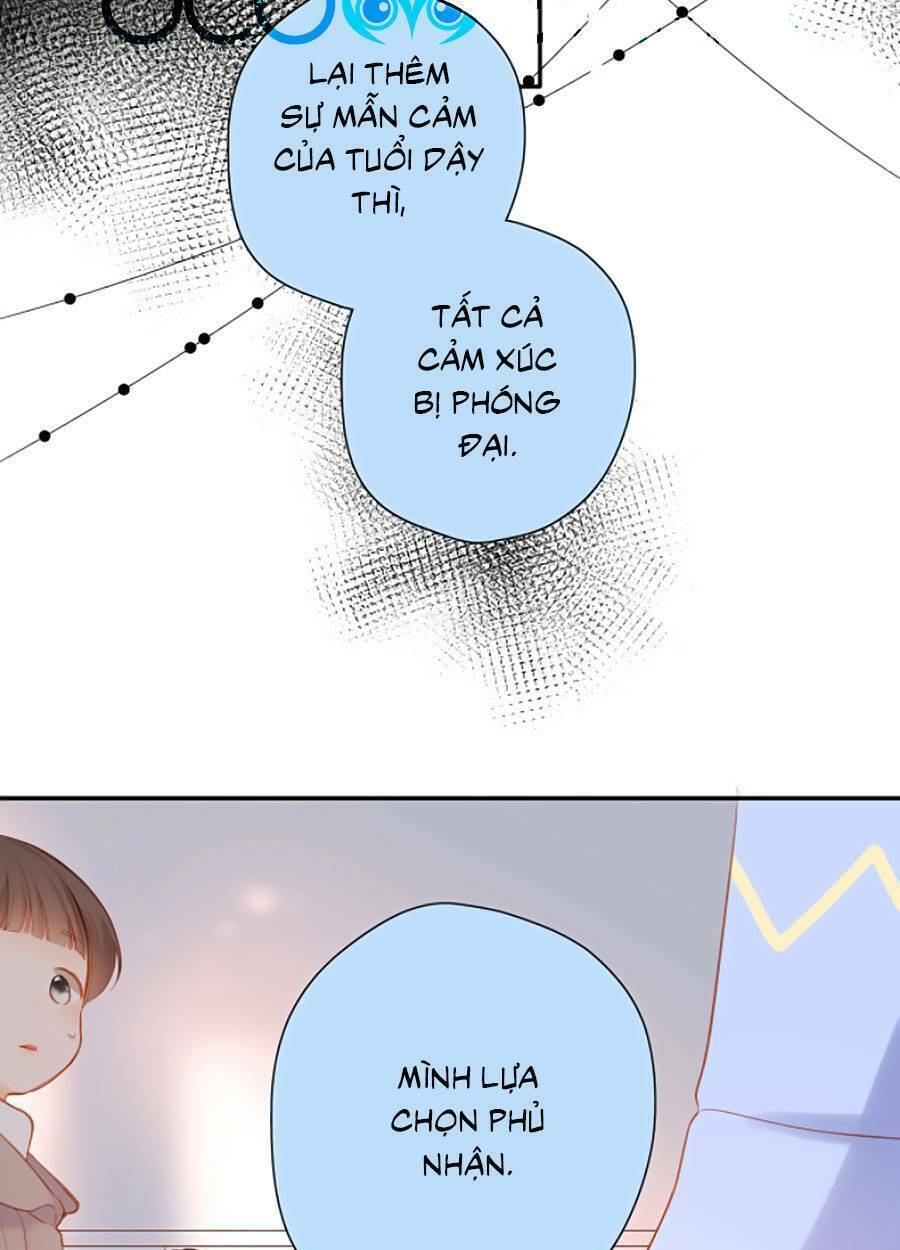 LẠI THÊM
SỰ MẪN CẢM
CỦA TUỔI DẬY
THÌ,
TẤT CẢ
CẢM XÚC
BỊ PHÓNG
ĐẠI.
MÌNH LỰA
CHỌN PHỦ
NHẬN.